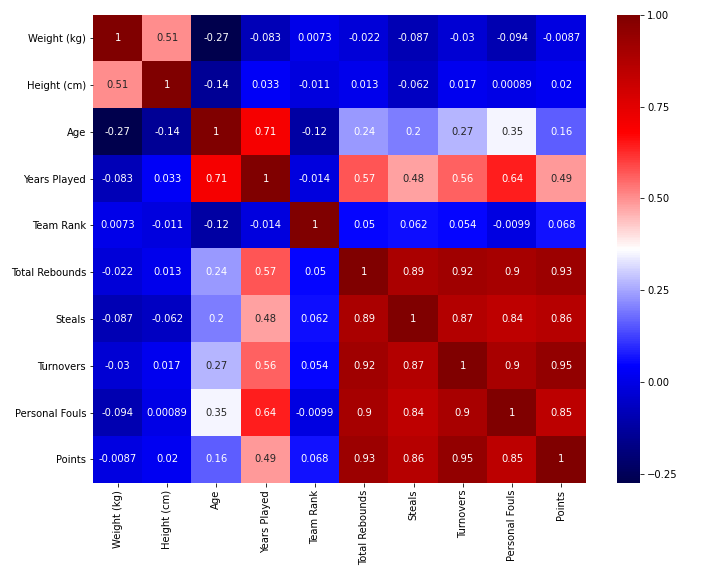 Weight (kg) 1 0.51 -0.27 -0.083 0.0073 -0.022 -0.087 -0.03 -0.094 -0.0087
Height (cm) 0.51 1 -0.14 0.033 -0.011 0.013 -0.062 0.017 0.00089 0.02
Age -0.27 -0.14 1 0.71 -0.12 0.24 0.2 0.27 0.35 0.16
Years Played -0.083 0.033 0.71 1 -0.014 0.57 0.48 0.56 0.64 0.49
Team Rank 0.0073 -0.011 -0.12 -0.014 1 0.05 0.062 0.054 -0.0099 0.068
Total Rebounds -0.022 0.013 0.24 0.57 0.05 1 0.89 0.92 0.9 0.93
Steals -0.087 -0.062 0.2 0.48 0.062 0.89 1 0.87 0.84 0.86
Turnovers -0.03 0.017 0.27 0.56 0.054 0.92 0.87 1 0.9 0.95
Personal Fouls -0.094 0.00089 0.35 0.64 -0.0099 0.9 0.84 0.9 1 0.85
Points -0.0087 0.02 0.16 0.49 0.068 0.93 0.86 0.95 0.85 1
Weight (kg)
Height (cm)
Age
Years Played
Team Rank
Total Rebounds
Steals
Turnovers
Personal Fouls
Points
1.00
0.75
0.50
0.25
0.00
−0.25